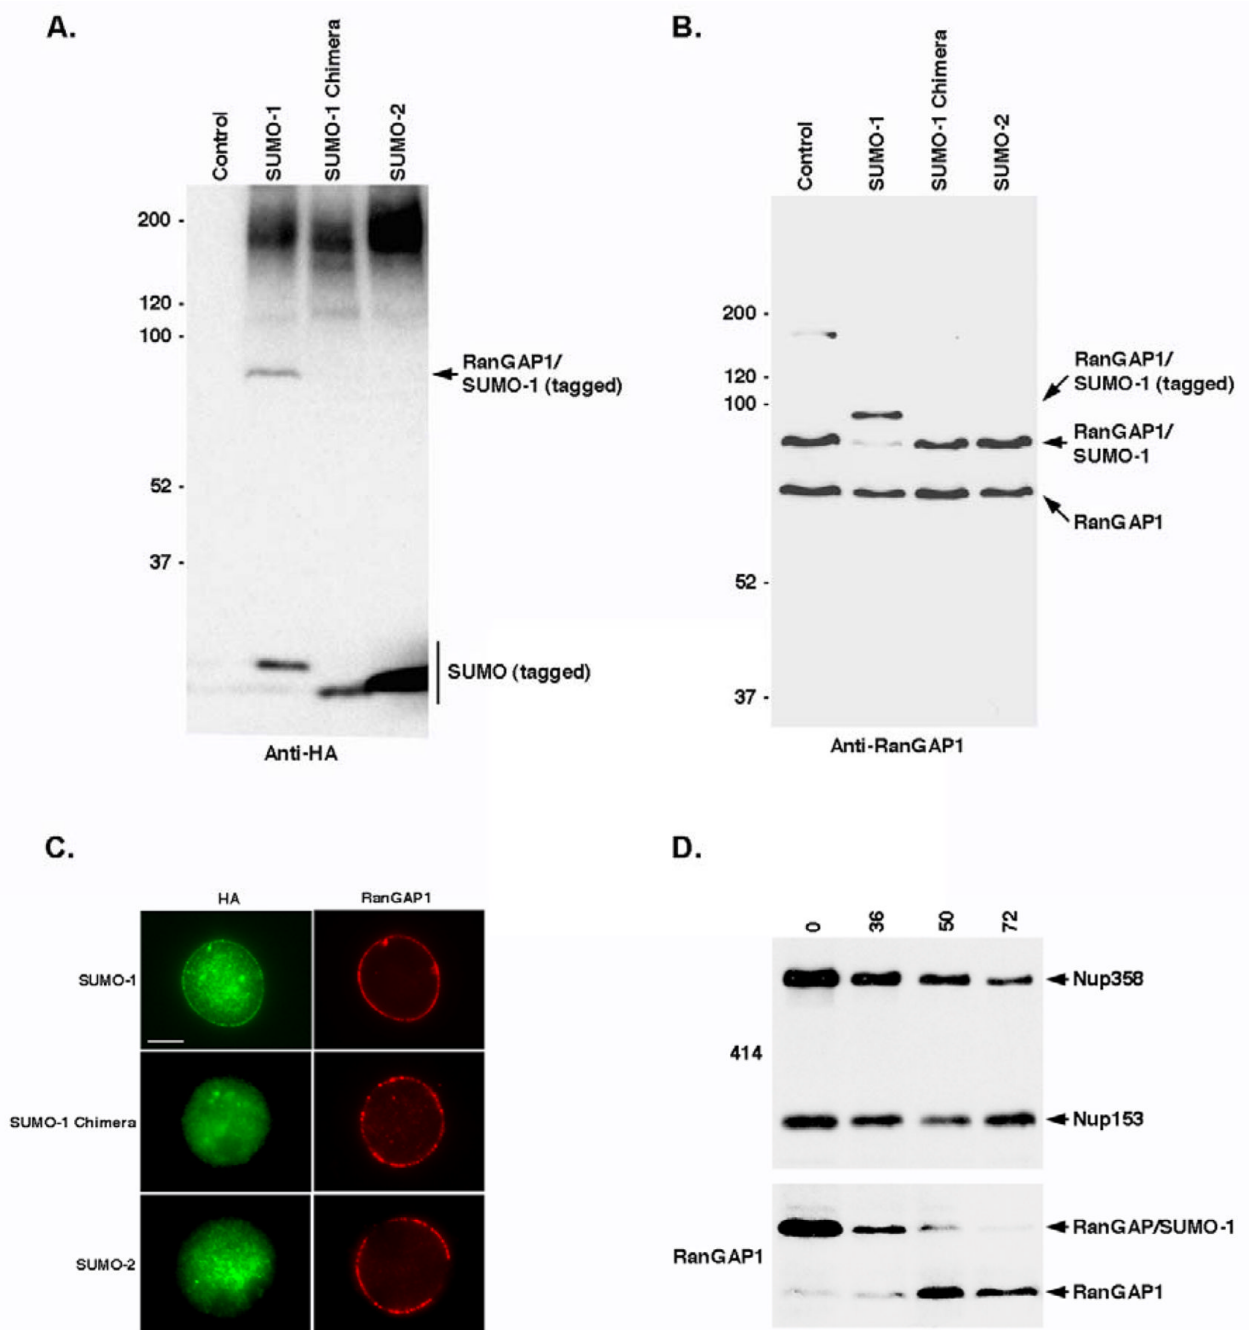 A.
Control
SUMO-1
SUMO-1 Chimera
SUMO-2
200 -
120 -
100 -
52 -
37 -
RanGAP1/
SUMO-1 (tagged)
SUMO (tagged)
Anti-HA
B.
Control
SUMO-1
SUMO-1 Chimera
SUMO-2
200 -
120 -
100 -
52 -
37 -
RanGAP1/
SUMO-1 (tagged)
RanGAP1/
SUMO-1
RanGAP1
Anti-RanGAP1
C.
HA
RanGAP1
SUMO-1
SUMO-1 Chimera
SUMO-2
D.
0
36
50
72
414
Nup358
Nup153
RanGAP1
RanGAP/SUMO-1
RanGAP1